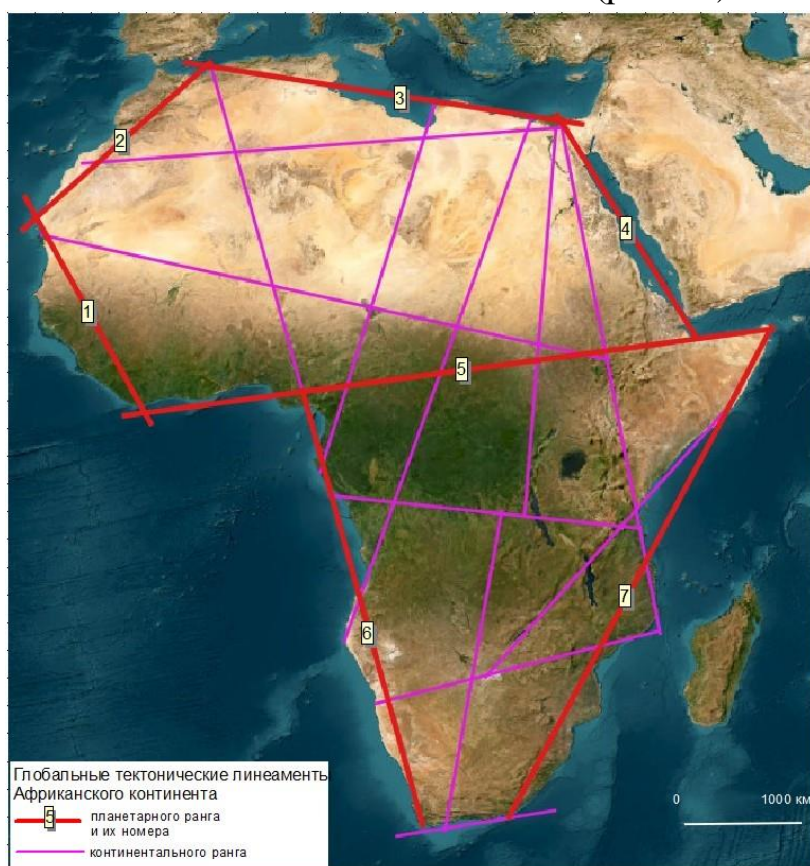 3
2
4
1
5
7
6
Глобальные тектонические линеаменты
Африканского континента
5 планетарного ранга
и их номера
континентального ранга
0 1000 км